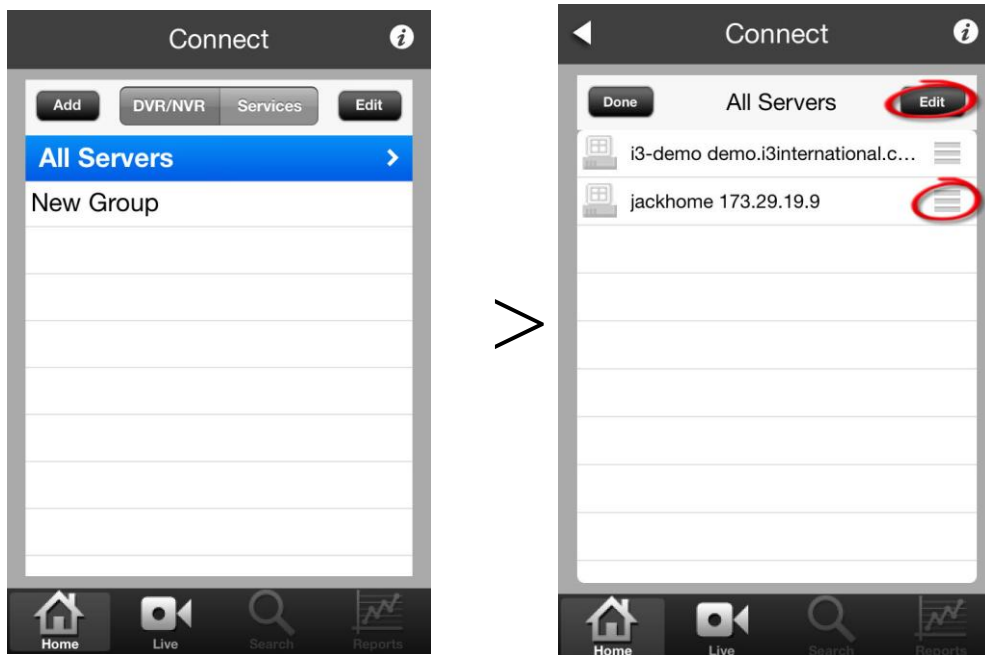 Connect
Add DVR/NVR Services Edit
All Servers
New Group
Home Live Search Reports
>
Connect
Done All Servers Edit
i3-demo demo.i3international.c...
jackhome 173.29.19.9
Home Live Search Reports